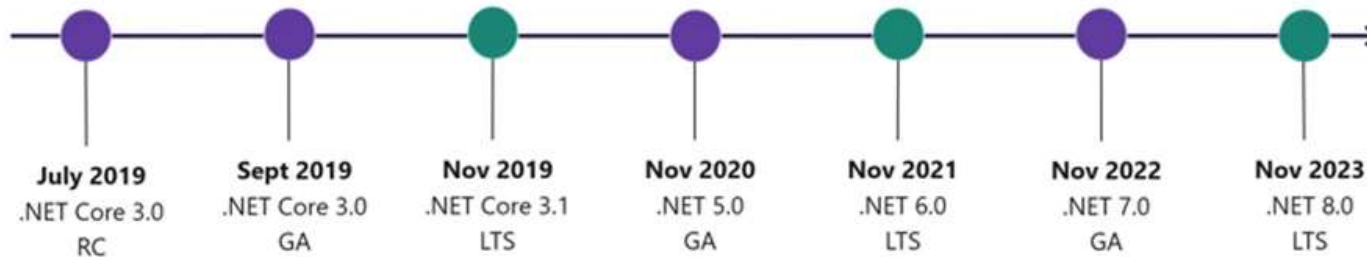 July 2019
.NET Core 3.0
RC
Sept 2019
.NET Core 3.0
GA
Nov 2019
.NET Core 3.1
LTS
Nov 2020
.NET 5.0
GA
Nov 2021
.NET 6.0
LTS
Nov 2022
.NET 7.0
GA
Nov 2023
.NET 8.0
LTS